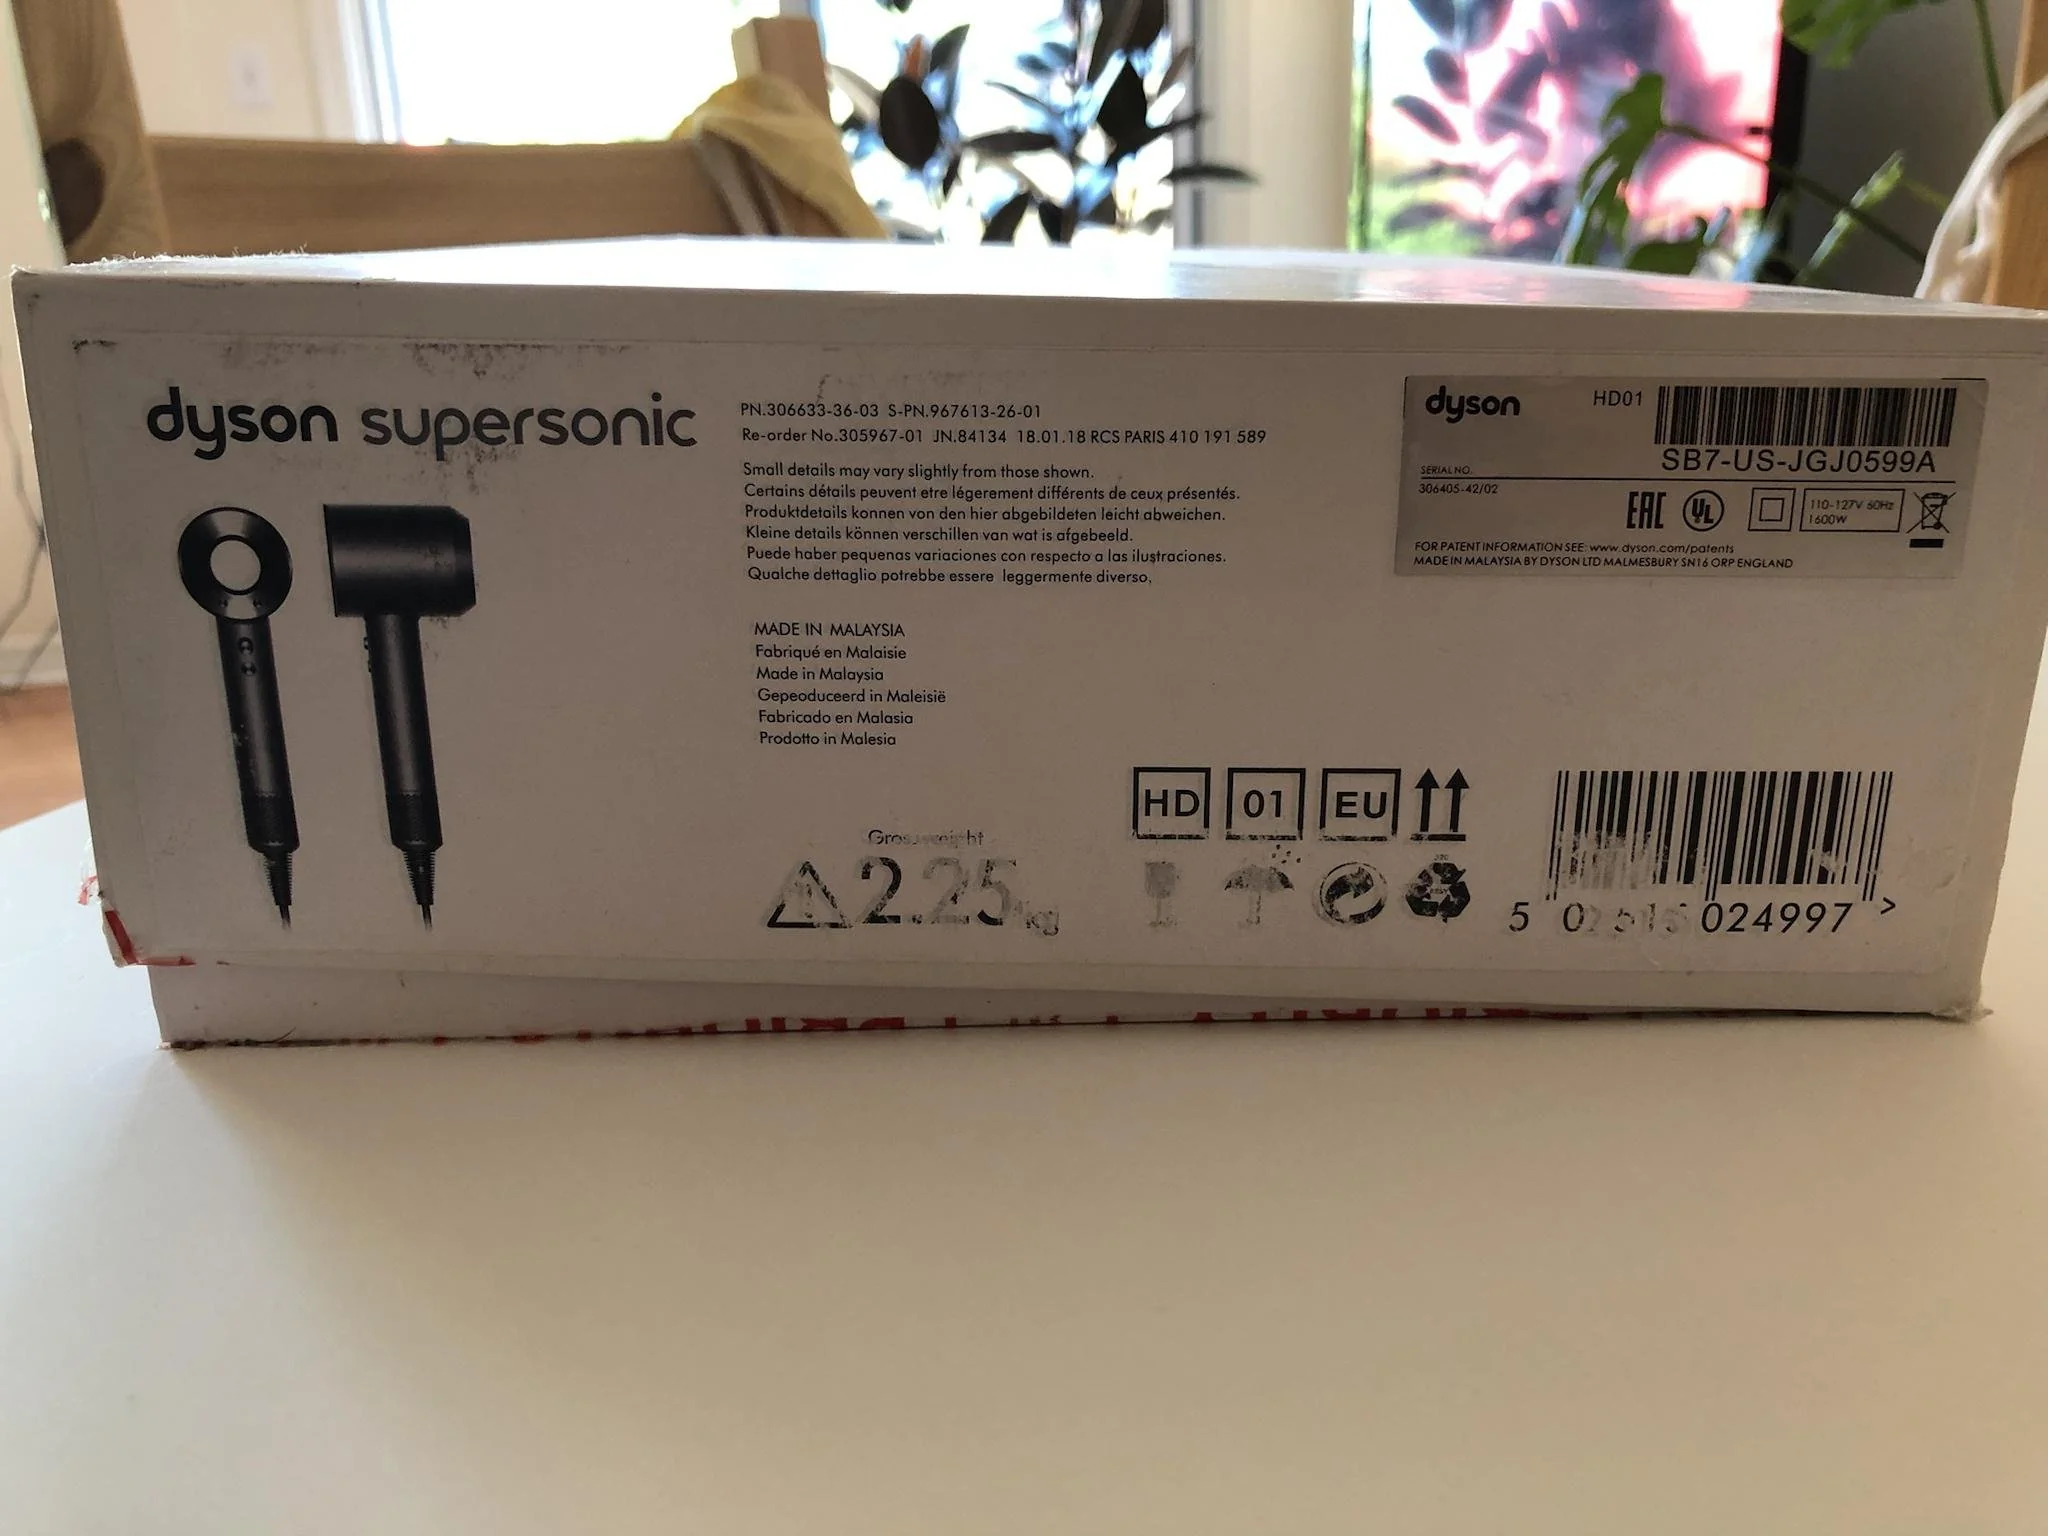 dyson supersonic
PN.306633-36-03 S-PN.967613-26-01
Re-order No.305967-01 JN.84134 18.01.18 RCS PARIS 410 191 589
Small details may vary slightly from those shown.
Certains détails peuvent etre légerement différents de ceux présentés.
Produktdetails konnen von den hier abgebildeten leicht abweichen.
Kleine details können verschillen van wat is afgebeeld.
Puede haber pequenas variaciones con respecto a las ilustraciones.
Qualche dettaglio potrebbe essere leggermente diverso,
MADE IN MALAYSIA
Fabriqué en Malaisie
Made in Malaysia
Gepeoduceerd in Maleisië
Fabricado en Malasia
Prodotto in Malesia
Gross weight
2.25 kg
HD 01 EU
dyson HD01
SB7-US-JGJ0599A
SERIAL NO.
306405-42/02
EAC UL
110-127V 60Hz
1600W
FOR PATENT INFORMATION SEE: www.dyson.com/patents
MADE IN MALAYSIA BY DYSON LTD MALMESBURY SN16 ORP ENGLAND
5 024997 >